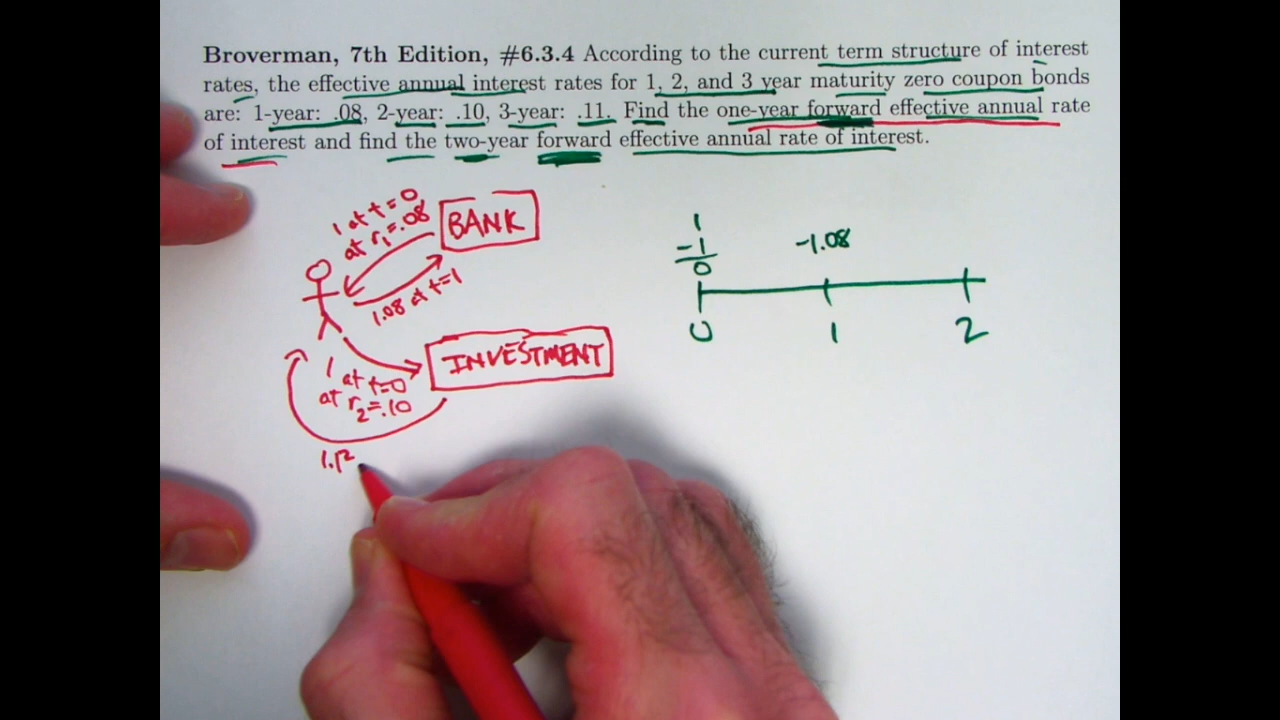 Broverman, 7th Edition, #6.3.4 According to the current term structure of interest
rates, the effective annual interest rates for 1, 2, and 3 year maturity zero coupon bonds
are: 1-year: .08, 2-year: .10, 3-year: .11. Find the one-year forward effective annual rate
of interest and find the two-year forward effective annual rate of interest.
1 at t=0
at r₁=.08
BANK
1.08 at t=1
INVESTMENT
1 at t=0
at r₂=.10
1.1²
1
-1
0
-1.08
0 1 2